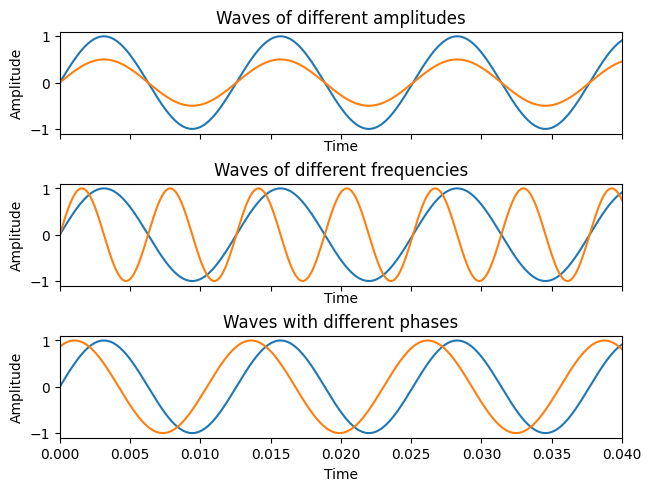 Waves of different amplitudes
1
0
−1
Amplitude
Time
Waves of different frequencies
1
0
−1
Amplitude
Time
Waves with different phases
1
0
−1
Amplitude
0.000 0.005 0.010 0.015 0.020 0.025 0.030 0.035 0.040
Time